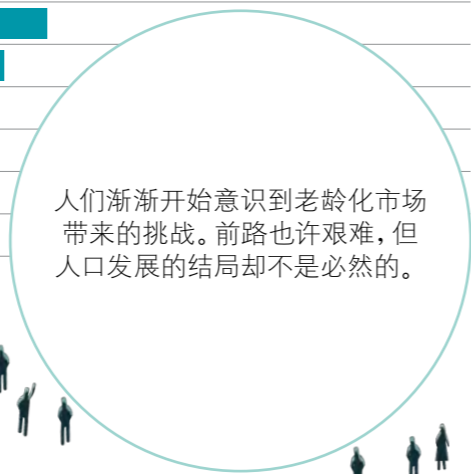 人们渐渐开始意识到老龄化市场
带来的挑战。前路也许艰难,但
人口发展的结局却不是必然的。